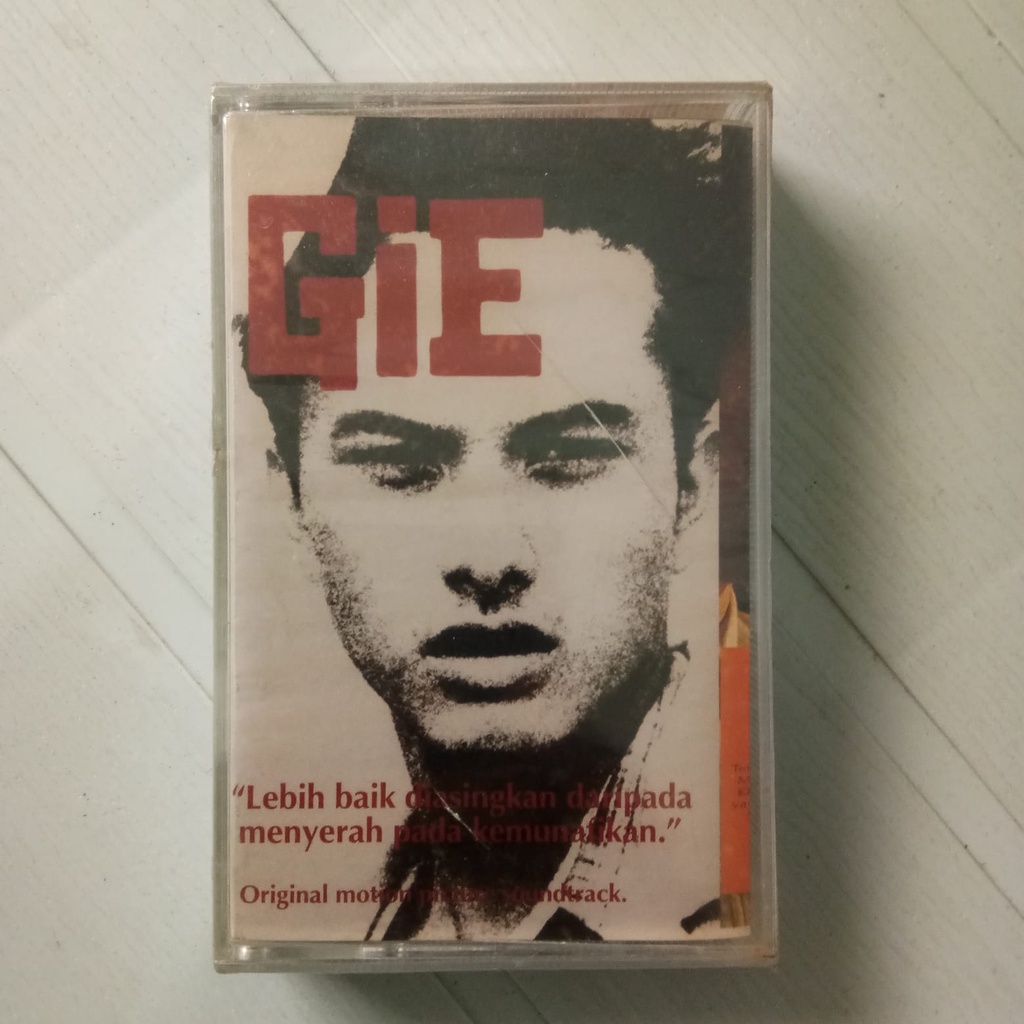 GiE
“Lebih baik diasingkan daripada
menyerah pada kemunafikan.”
Original motion picture soundtrack.